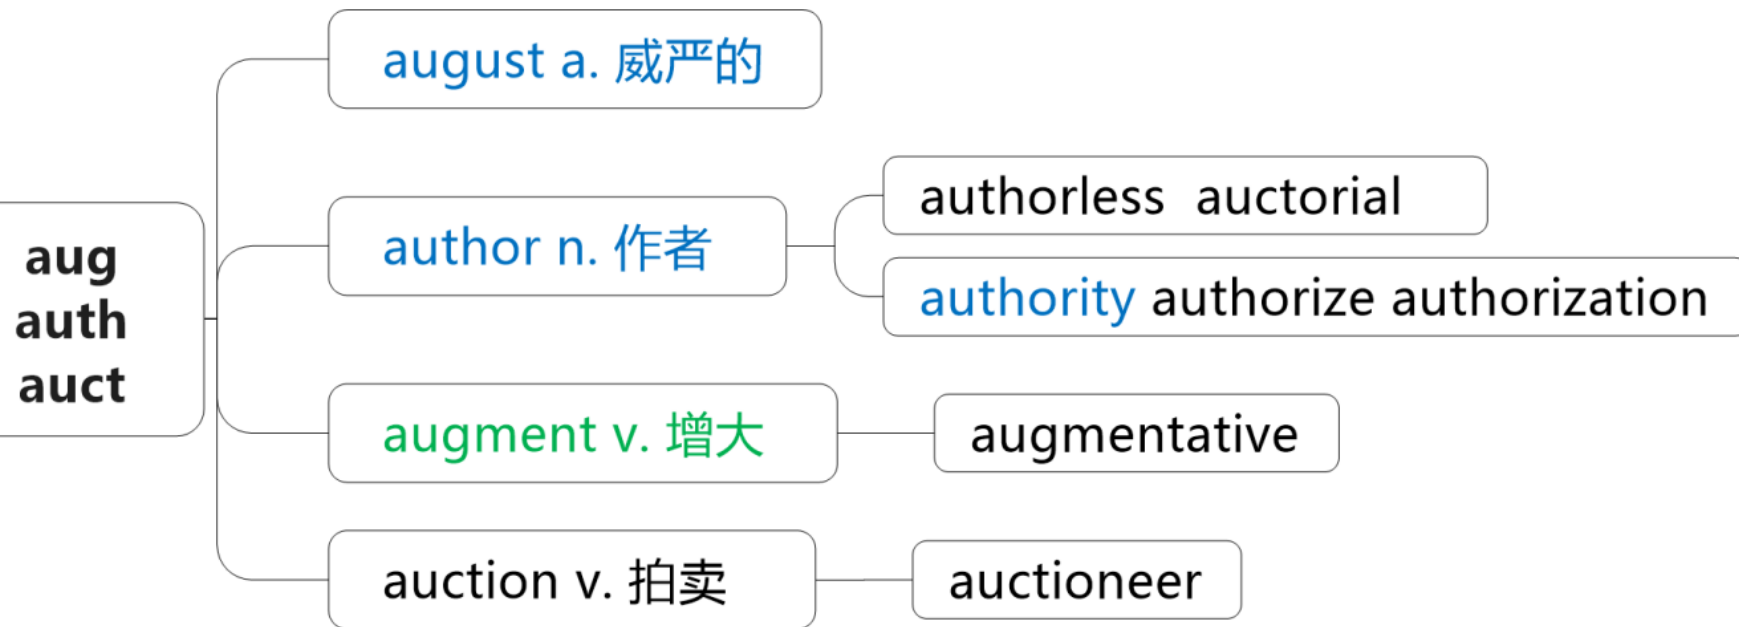 aug
auth
auct
august a. 威严的
author n. 作者
authorless auctorial
authority authorize authorization
augment v. 增大
augmentative
auction v. 拍卖
auctioneer